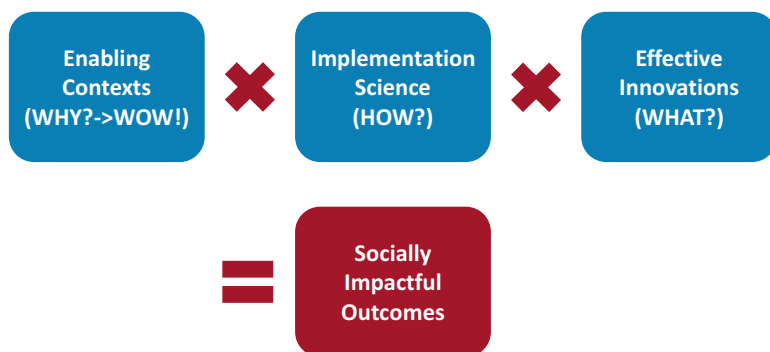 Enabling
Contexts
(WHY?->WOW!)
Implementation
Science
(HOW?)
Effective
Innovations
(WHAT?)
Socially
Impactful
Outcomes